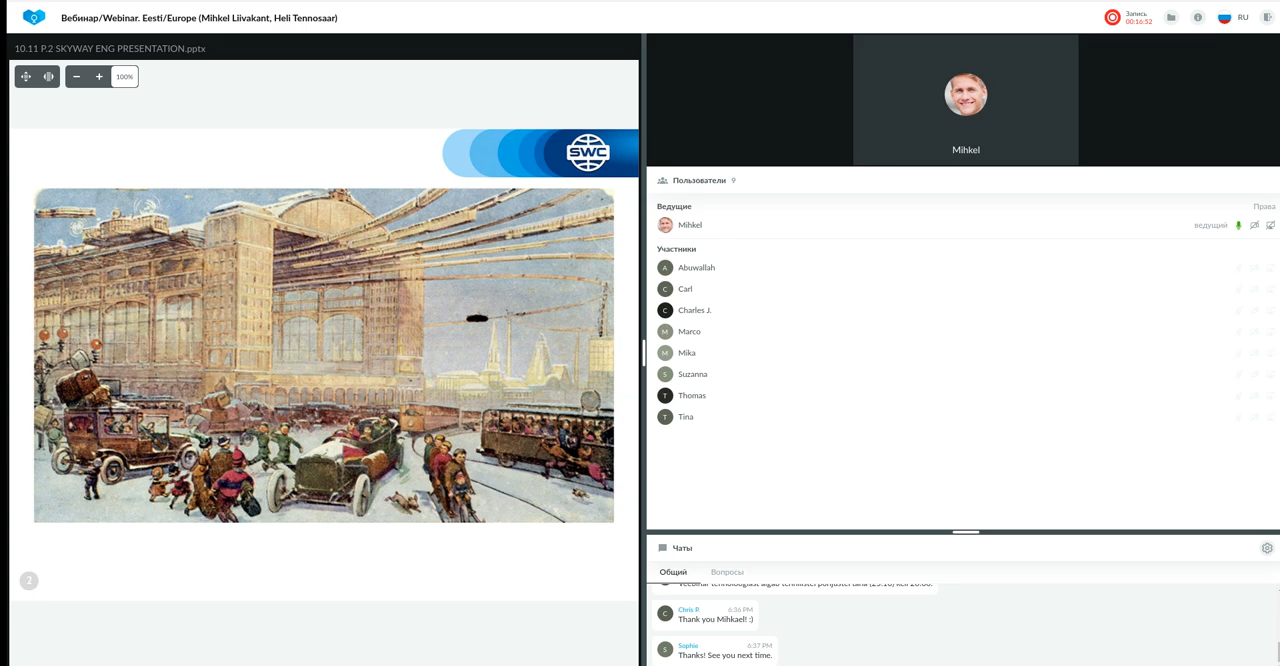 Вебинар/Webinar. Eesti/Europe (Mihkel Liivakant, Heli Tennosaar)
Запись
00:16:52
RU
10.11 P.2 SKYWAY ENG PRESENTATION.pptx
100%
SWC
2
Mihkel
Пользователи 9
Ведущие Права
Mihkel ведущий
Участники
A Abuwallah
C Carl
C Charles J.
M Marco
M Mika
S Suzanna
T Thomas
T Tina
Чаты
Общий Вопросы
C Chris P. 6:36 PM
Thank you Mihkael! :)
S Sophie 6:37 PM
Thanks! See you next time.